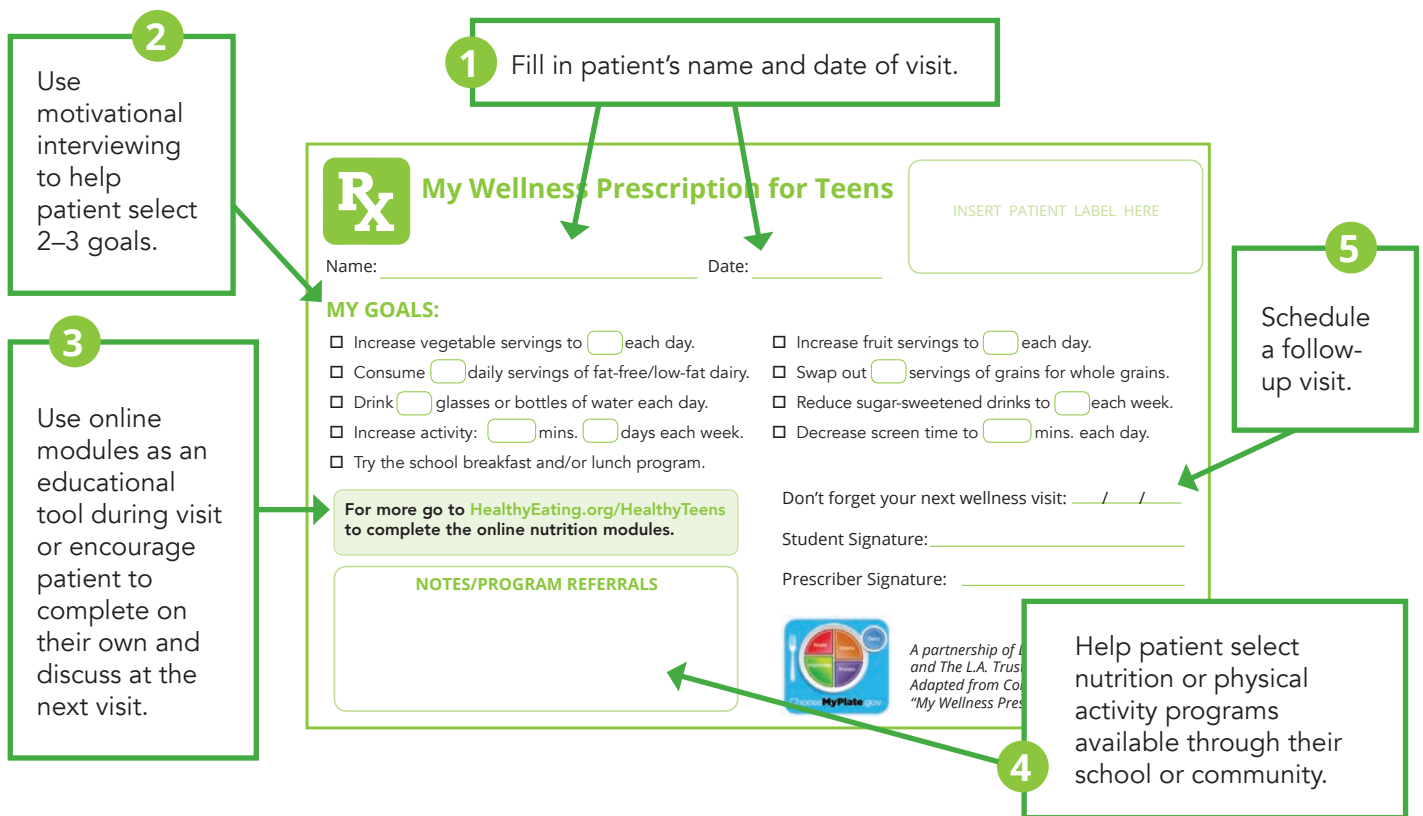 1
Fill in patient’s name and date of visit.
2
Use
motivational
interviewing
to help
patient select
2–3 goals.
3
Use online
modules as an
educational
tool during visit
or encourage
patient to
complete on
their own and
discuss at the
next visit.
Rx
My Wellness Prescription for Teens
INSERT PATIENT LABEL HERE
Name:
Date:
MY GOALS:
Increase vegetable servings to each day.
Consume daily servings of fat-free/low-fat dairy.
Drink glasses or bottles of water each day.
Increase activity: mins. days each week.
Try the school breakfast and/or lunch program.
Increase fruit servings to each day.
Swap out servings of grains for whole grains.
Reduce sugar-sweetened drinks to each week.
Decrease screen time to mins. each day.
For more go to HealthyEating.org/HealthyTeens
to complete the online nutrition modules.
NOTES/PROGRAM REFERRALS
Don’t forget your next wellness visit: / /
Student Signature:
Prescriber Signature:
Fruits
Grains
Vegetables
Protein
Dairy
ChooseMyPlate.gov
A partnership of
and The L.A. Trust
Adapted from
“My Wellness
5
Schedule
a follow-
up visit.
4
Help patient select
nutrition or physical
activity programs
available through their
school or community.